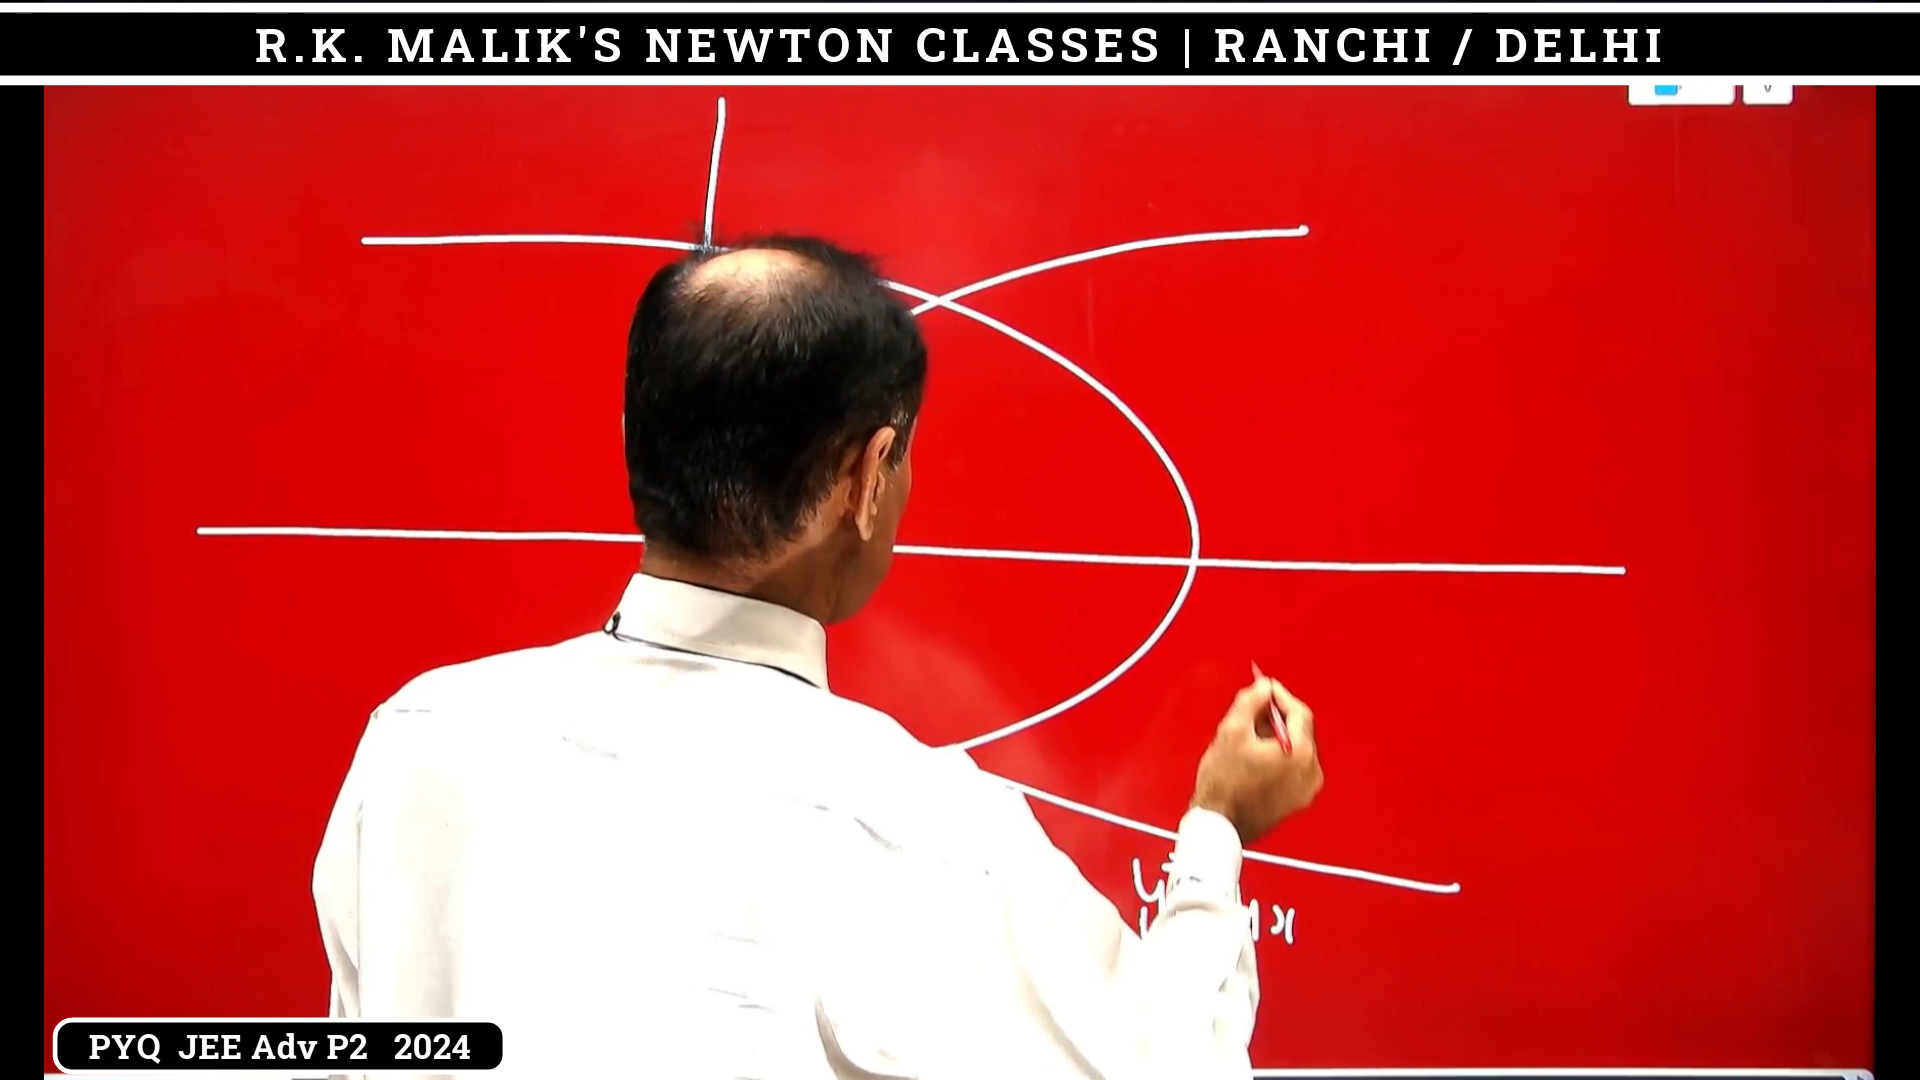 R.K. MALIK'S NEWTON CLASSES | RANCHI / DELHI
x
PYQ JEE Adv P2 2024